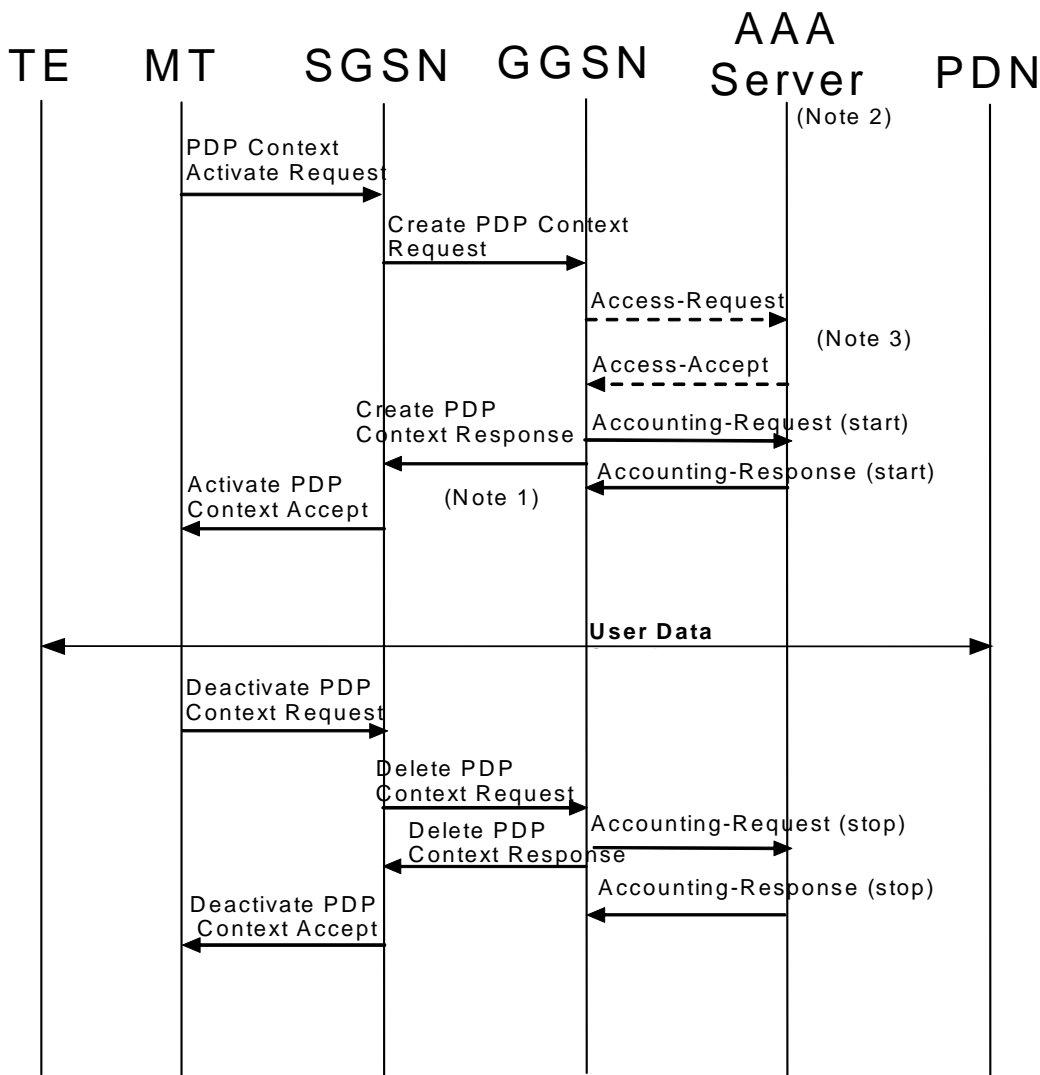 TE
MT
SGSN
GGSN
AAA
Server
PDN
(Note 2)
PDP Context
Activate Request
Create PDP Context
Request
Access-Request
(Note 3)
Access-Accept
Create PDP
Context Response
Accounting-Request (start)
Accounting-Response (start)
Activate PDP
Context Accept
(Note 1)
User Data
Deactivate PDP
Context Request
Delete PDP
Context Request
Accounting-Request (stop)
Delete PDP
Context Response
Accounting-Response (stop)
Deactivate PDP
Context Accept